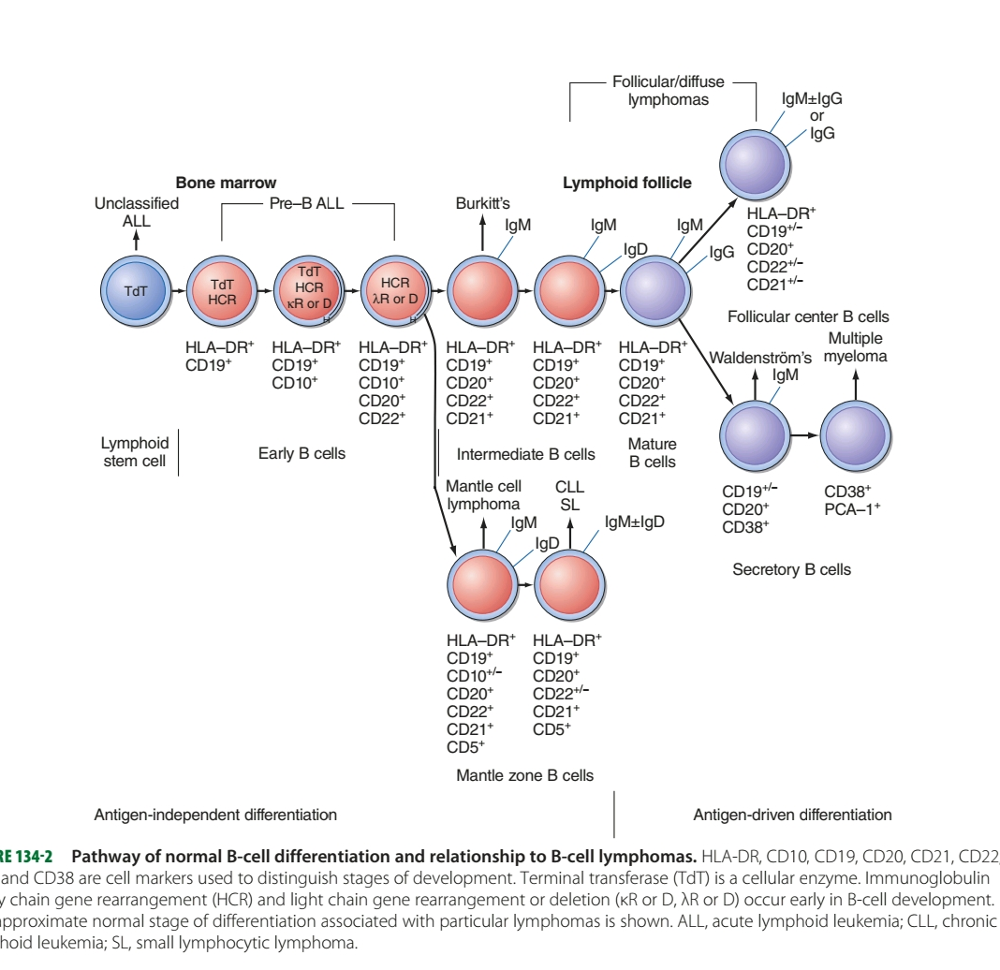 Follicular/diffuse
lymphomas
IgM±IgG
or
IgG
Bone marrow
Lymphoid follicle
Unclassified
ALL
Pre–B ALL
Burkitt's
IgM
IgM
IgD
IgM
IgG
TdT
TdT
HCR
TdT
HCR
κR or D
H
HCR
λR or D
H
HLA–DR+
CD19+/–
CD20+
CD22+/–
CD21+/–
Follicular center B cells
HLA–DR+
CD19+
HLA–DR+
CD19+
CD10+
HLA–DR+
CD19+
CD10+
CD20+
CD22+
HLA–DR+
CD19+
CD20+
CD22+
CD21+
HLA–DR+
CD19+
CD20+
CD22+
CD21+
HLA–DR+
CD19+
CD20+
CD22+
CD21+
Waldenström's
IgM
Multiple
myeloma
Lymphoid
stem cell
Early B cells
Intermediate B cells
Mature
B cells
CD19+/–
CD20+
CD38+
CD38+
PCA–1+
Secretory B cells
Mantle cell
lymphoma
IgM
IgD
CLL
SL
IgM±IgD
HLA–DR+
CD19+
CD10+/–
CD20+
CD22+
CD21+
CD5+
HLA–DR+
CD19+
CD20+
CD22+/–
CD21+
CD5+
Mantle zone B cells
Antigen-independent differentiation
Antigen-driven differentiation
RE 134-2 Pathway of normal B-cell differentiation and relationship to B-cell lymphomas. HLA-DR, CD10, CD19, CD20, CD21, CD22,
and CD38 are cell markers used to distinguish stages of development. Terminal transferase (TdT) is a cellular enzyme. Immunoglobulin
y chain gene rearrangement (HCR) and light chain gene rearrangement or deletion (κR or D, λR or D) occur early in B-cell development.
approximate normal stage of differentiation associated with particular lymphomas is shown. ALL, acute lymphoid leukemia; CLL, chronic
hoid leukemia; SL, small lymphocytic lymphoma.